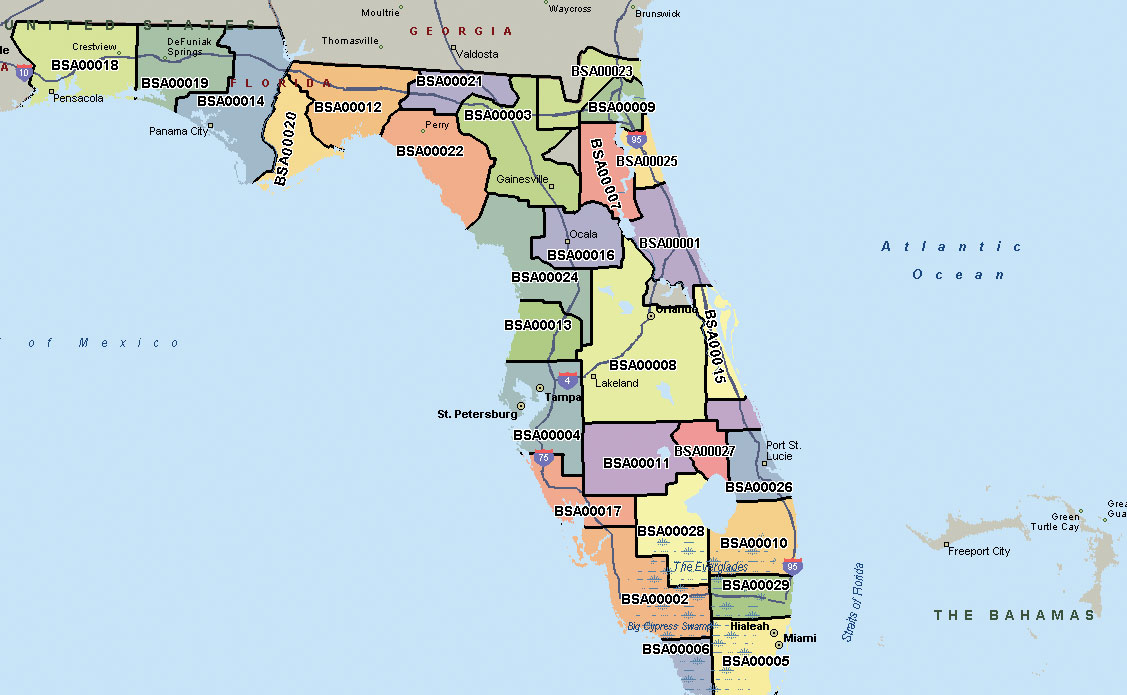 Moultrie
Waycross
Brunswick
UNITED STATES
GEORGIA
Thomasville
Valdosta
Crestview
DeFuniak
Springs
le
A
10
BSA00018
FLORIDA
BSA00019
BSA00014
Pensacola
Panama City
BSA00020
BSA00012
BSA00021
BSA00023
BSA00003
BSA00009
Perry
BSA00022
95
BSA00025
BSA00007
Gainesville
Ocala
BSA00016
BSA00001
Atlantic
Ocean
BSA00024
of Mexico
BSA00013
Orlando
BSA00015
BSA00008
4
Lakeland
Tampa
St. Petersburg
BSA00004
75
BSA00011
BSA00027
Port St.
Lucie
BSA00026
BSA00017
BSA00028
BSA00010
The Everglades
95
BSA00029
BSA00002
Big Cypress Swamp
Hialeah
Miami
BSA00006
BSA00005
Straits of Florida
Green
Turtle Cay
Grea
Gua
Freeport City
THE BAHAMAS